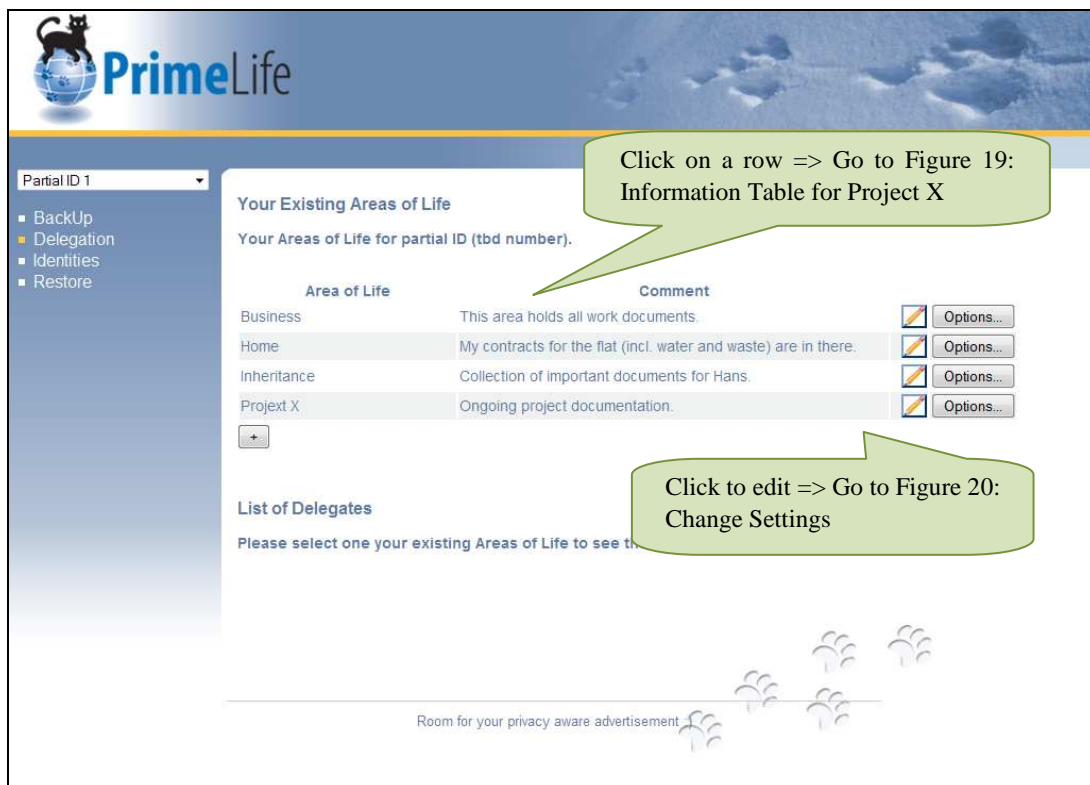 PrimeLife
Click on a row => Go to Figure 19:
Information Table for Project X
Partial ID 1
BackUp
Delegation
Identities
Restore
Your Existing Areas of Life
Your Areas of Life for partial ID (tbd number).
Area of Life Comment
Business This area holds all work documents. Options...
Home My contracts for the flat (incl. water and waste) are in there. Options...
Inheritance Collection of important documents for Hans. Options...
Projext X Ongoing project documentation. Options...
+
Click to edit => Go to Figure 20:
Change Settings
List of Delegates
Please select one your existing Areas of Life to see
Room for your privacy aware advertisement